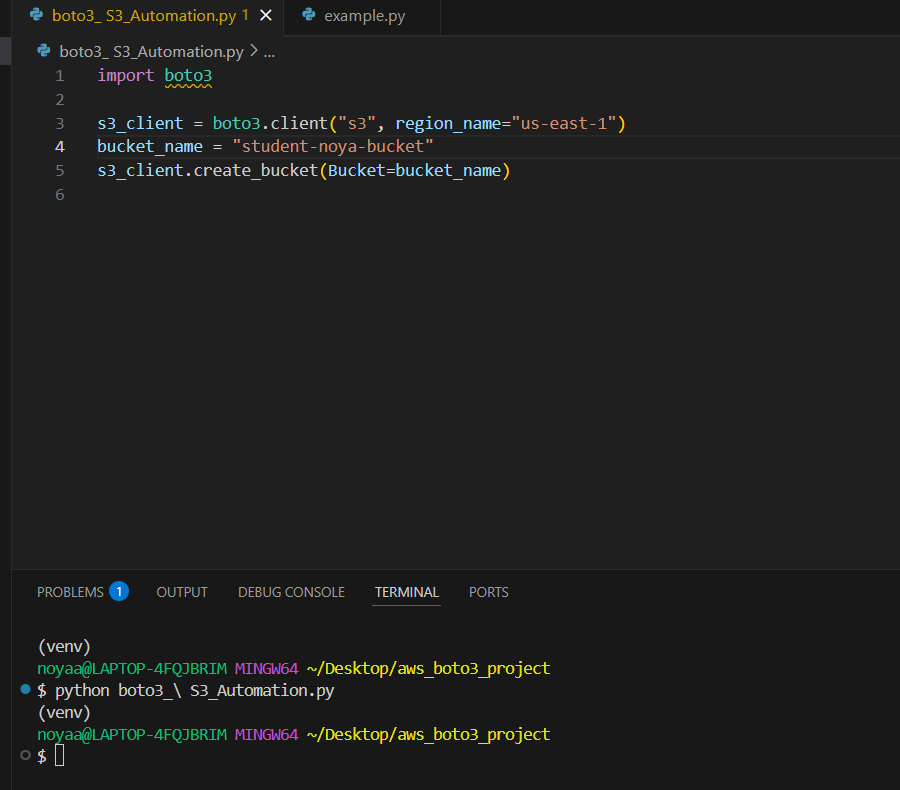 boto3_ S3_Automation.py 1 example.py
boto3_ S3_Automation.py > ...
1 import boto3
2
3 s3_client = boto3.client("s3", region_name="us-east-1")
4 bucket_name = "student-noya-bucket"
5 s3_client.create_bucket(Bucket=bucket_name)
6
PROBLEMS 1 OUTPUT DEBUG CONSOLE TERMINAL PORTS
(venv)
noyaa@LAPTOP-4FQJBRIM MINGW64 ~/Desktop/aws_boto3_project
$ python boto3_\ S3_Automation.py
(venv)
noyaa@LAPTOP-4FQJBRIM MINGW64 ~/Desktop/aws_boto3_project
$